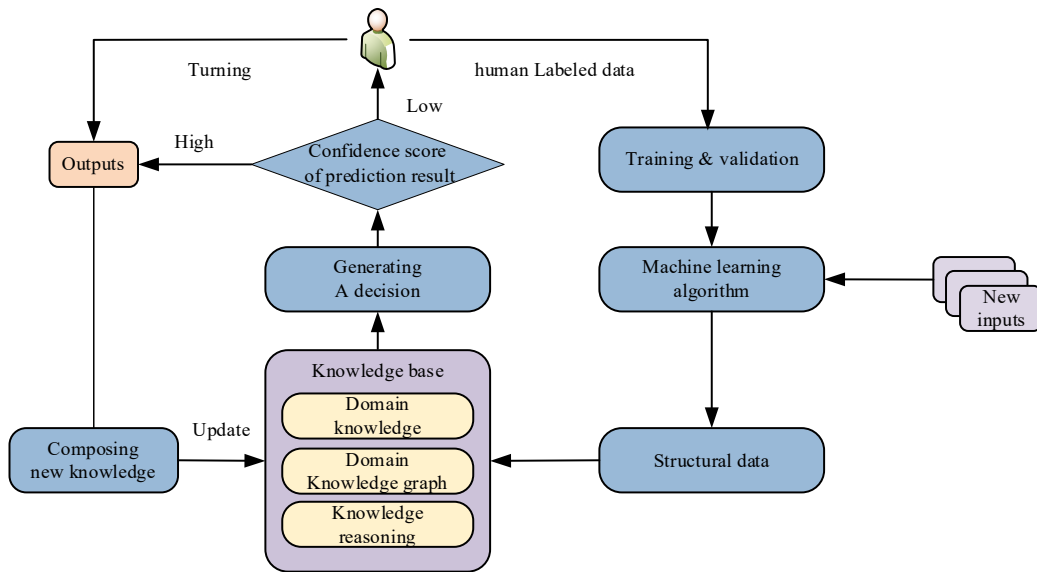 Turning
human Labeled data
Low
High
Outputs
Confidence score
of prediction result
Training & validation
Generating
A decision
Machine learning
algorithm
New
inputs
Knowledge base
Domain
knowledge
Update
Composing
new knowledge
Domain
Knowledge graph
Structural data
Knowledge
reasoning